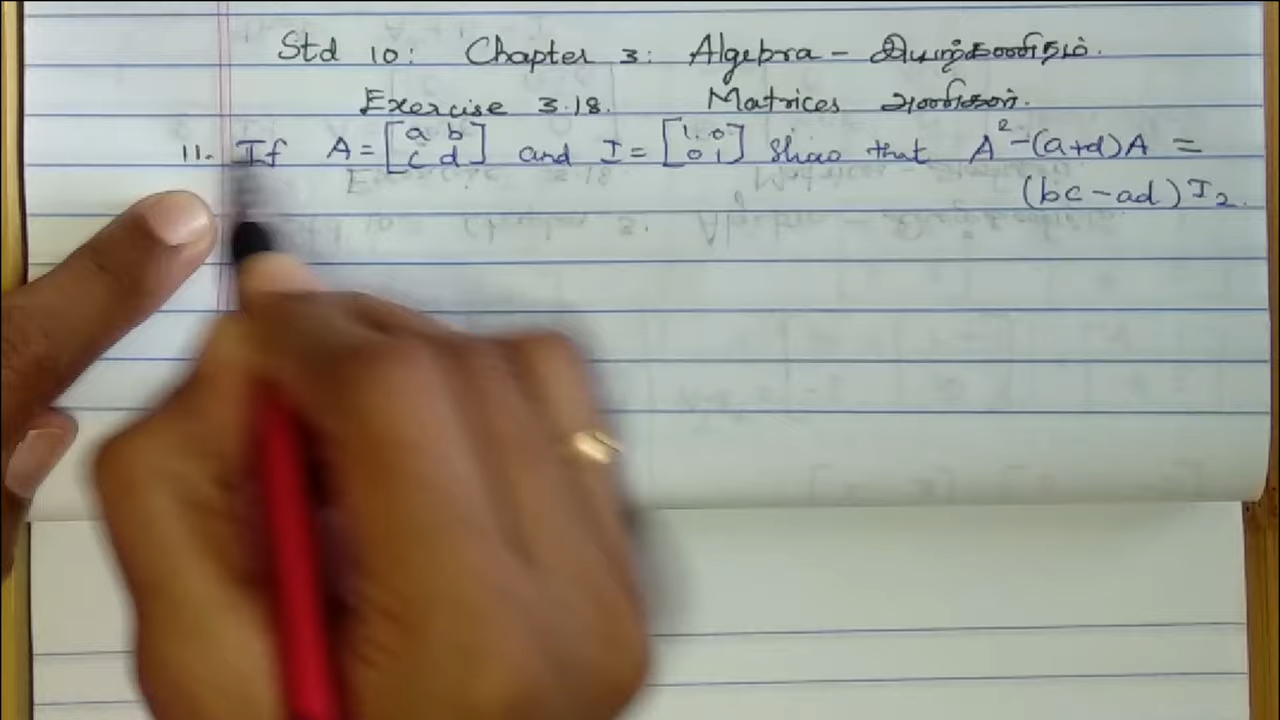 Std 10: Chapter 3: Algebra - இயற்கணிதம்.
Exercise 3.18. Matrices அணிகள்.
11. If A = [a b; c d] and I = [1 0; 0 1] Show that A² - (a+d)A =
(bc - ad) I₂.